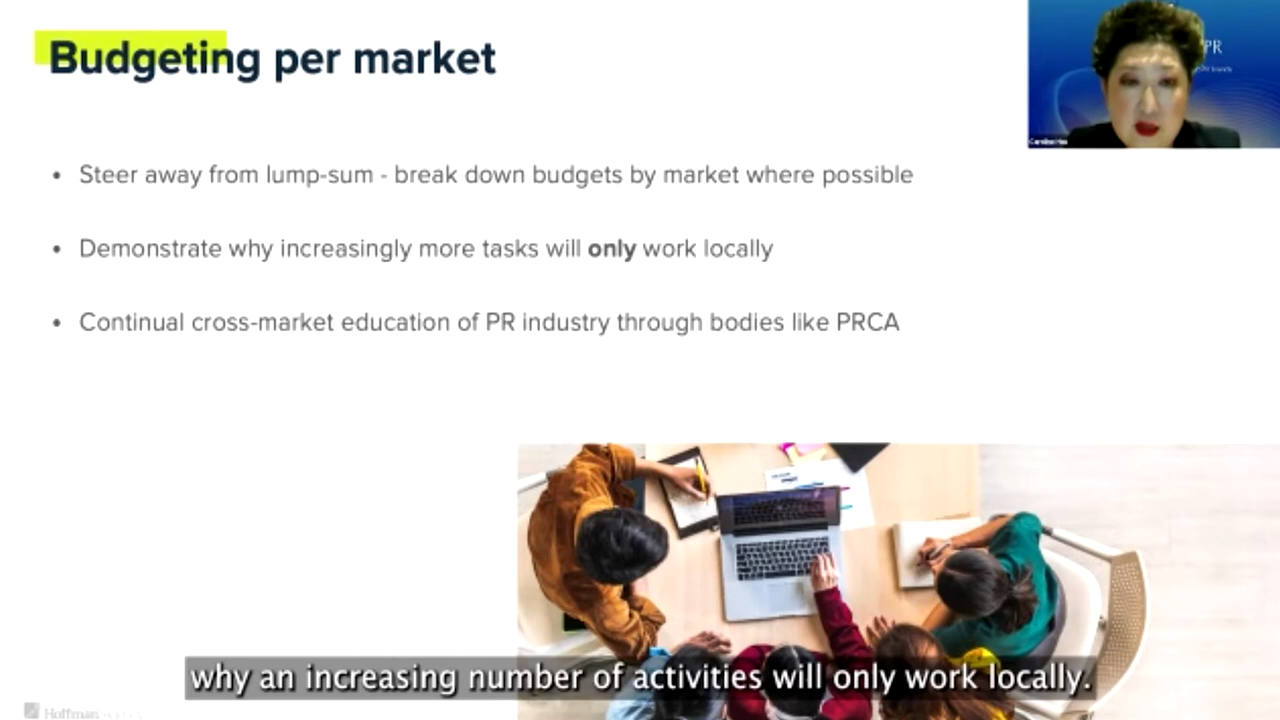 Budgeting per market
PR
• Steer away from lump-sum - break down budgets by market where possible
• Demonstrate why increasingly more tasks will only work locally
• Continual cross-market education of PR industry through bodies like PRCA
why an increasing number of activities will only work locally.
Hoffman